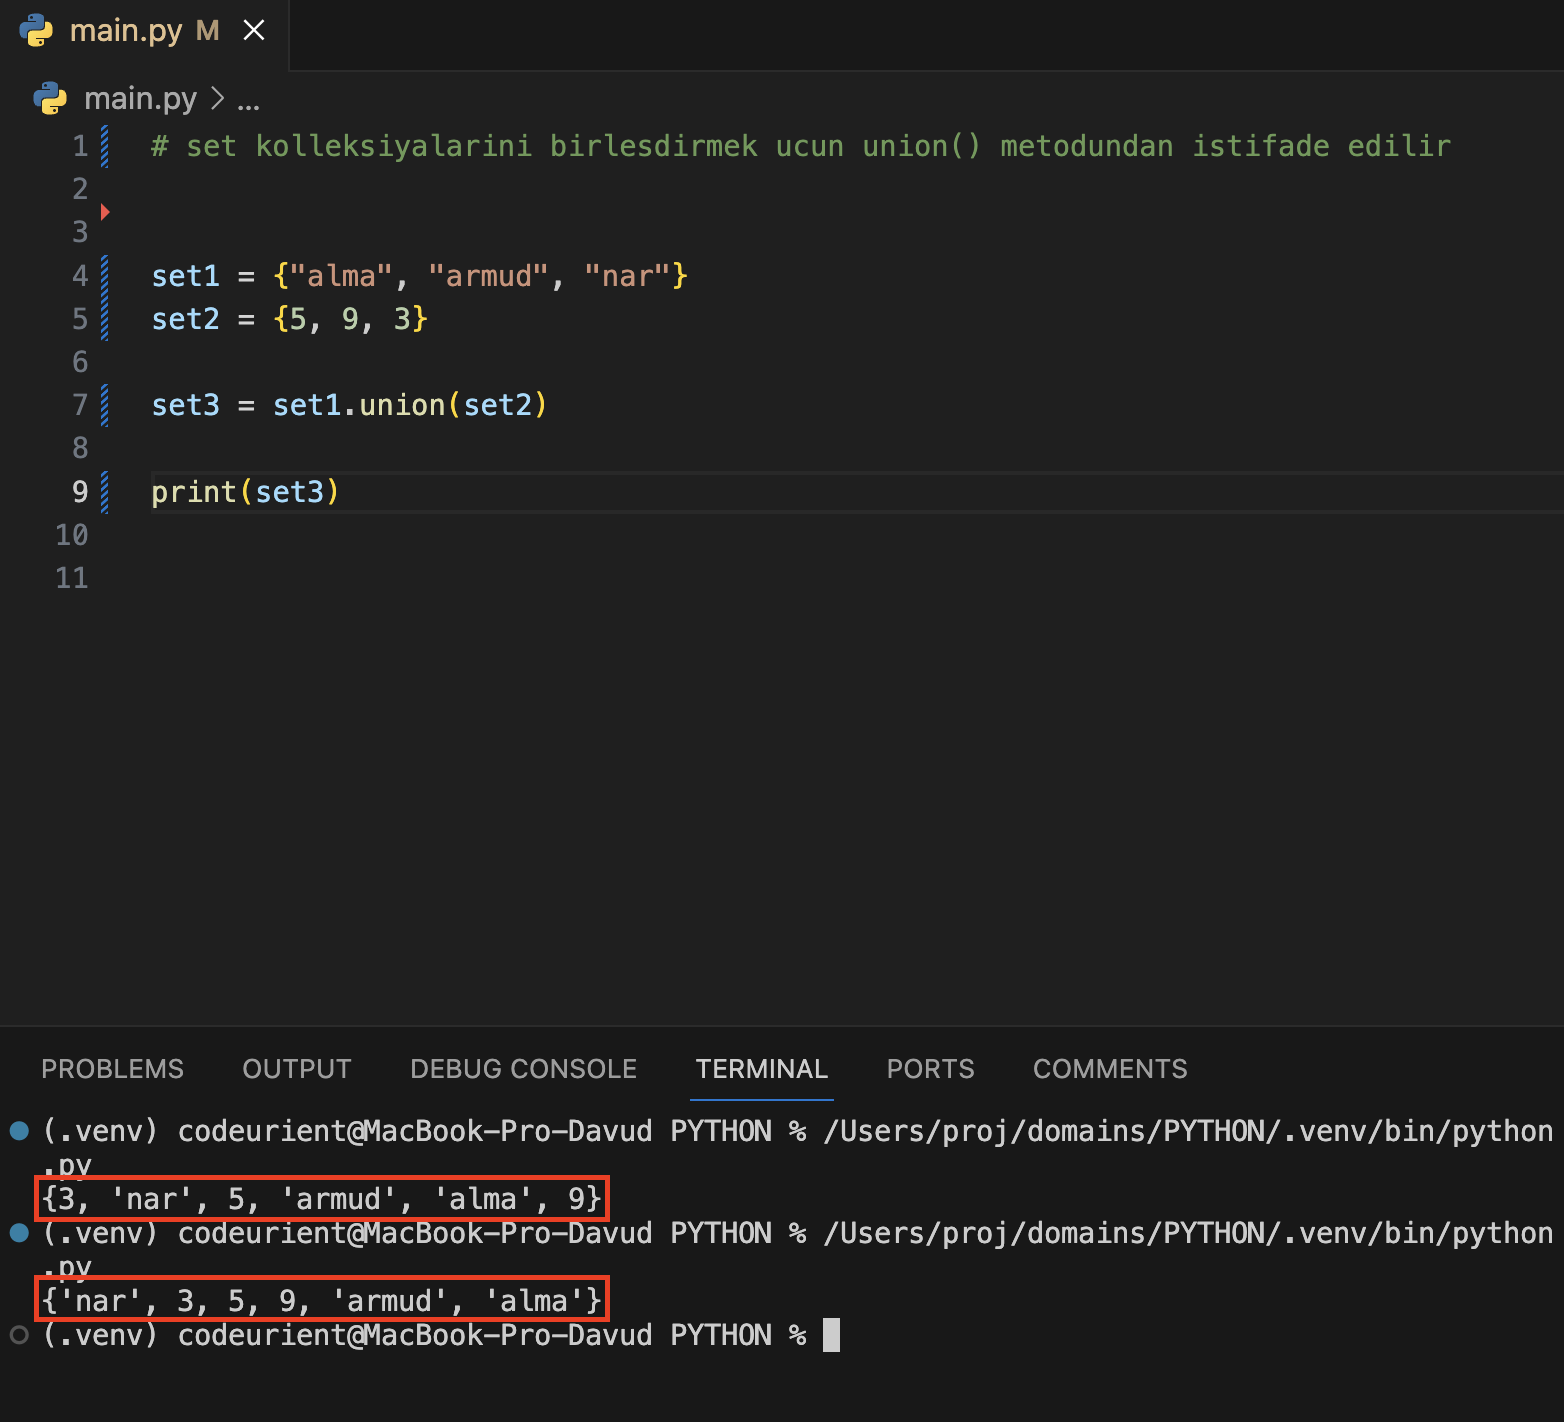 main.py M
main.py > ...
1 # set kolleksiyalarini birlesdirmek ucun union() metodundan istifade edilir
2
3
4 set1 = {"alma", "armud", "nar"}
5 set2 = {5, 9, 3}
6
7 set3 = set1.union(set2)
8
9 print(set3)
10
11
PROBLEMS OUTPUT DEBUG CONSOLE TERMINAL PORTS COMMENTS
(.venv) codeurient@MacBook-Pro-Davud PYTHON % /Users/proj/domains/PYTHON/.venv/bin/python
.py
{3, 'nar', 5, 'armud', 'alma', 9}
(.venv) codeurient@MacBook-Pro-Davud PYTHON % /Users/proj/domains/PYTHON/.venv/bin/python
.py
{'nar', 3, 5, 9, 'armud', 'alma'}
(.venv) codeurient@MacBook-Pro-Davud PYTHON %